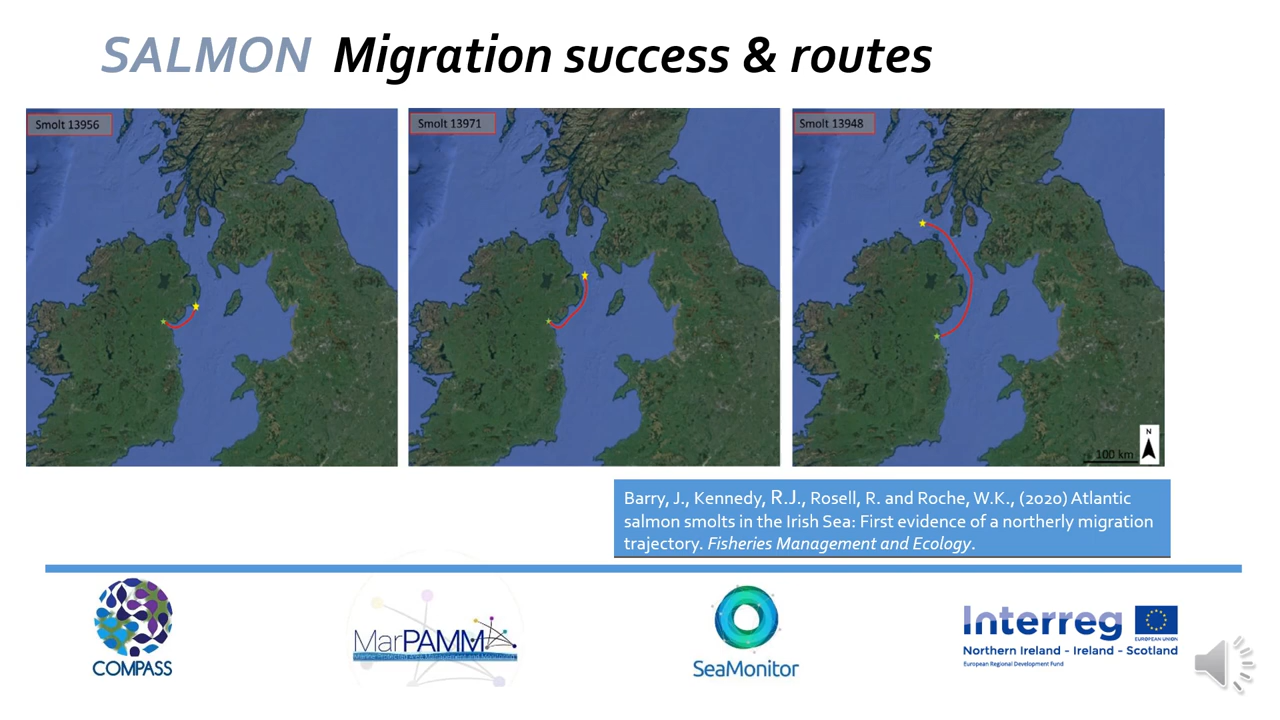 SALMON Migration success & routes
Smolt 13956
Smolt 13971
Smolt 13948
N
100 km
Barry, J., Kennedy, R.J., Rosell, R. and Roche, W.K., (2020) Atlantic
salmon smolts in the Irish Sea: First evidence of a northerly migration
trajectory. Fisheries Management and Ecology.
COMPASS
MarPAMM
SeaMonitor
Interreg
EUROPEAN UNION
Northern Ireland - Ireland - Scotland
European Regional Development Fund